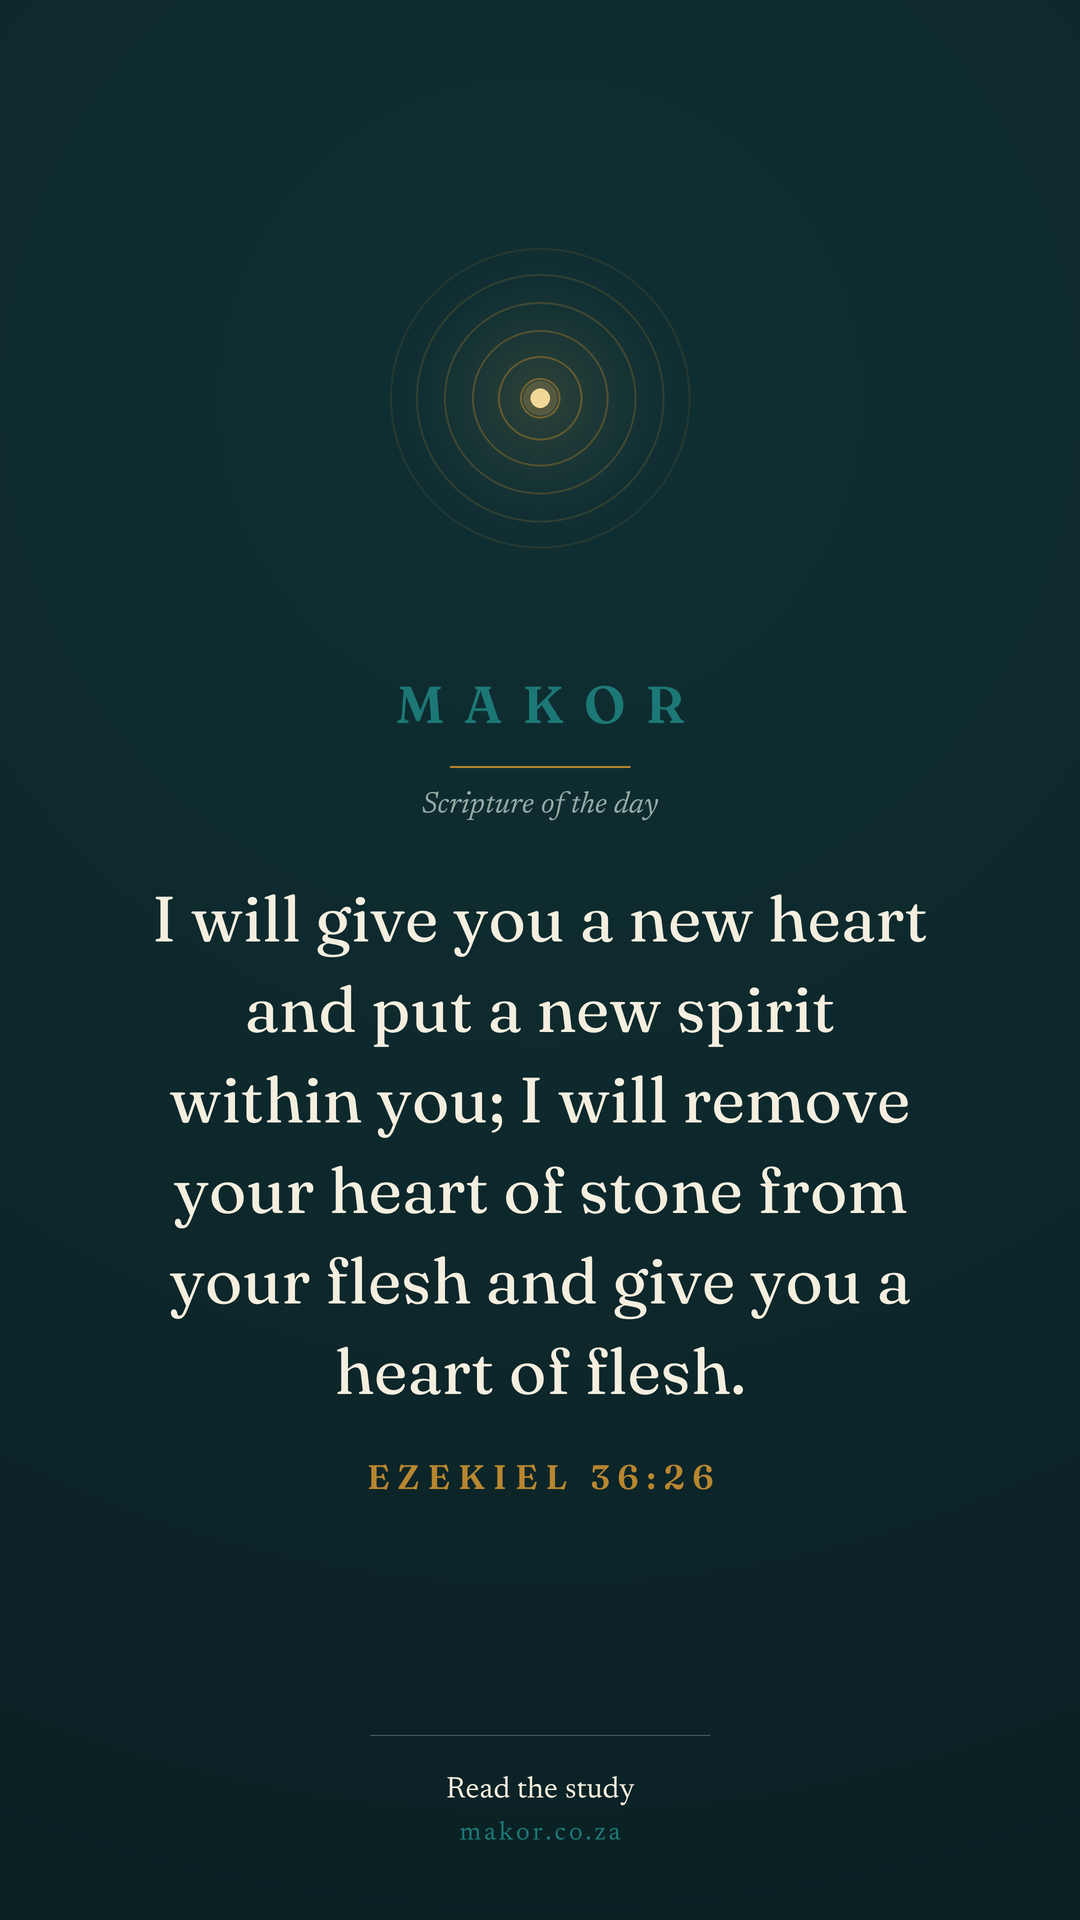 MAKOR
Scripture of the day
I will give you a new heart
and put a new spirit
within you; I will remove
your heart of stone from
your flesh and give you a
heart of flesh.
EZEKIEL 36:26
Read the study
makor.co.za